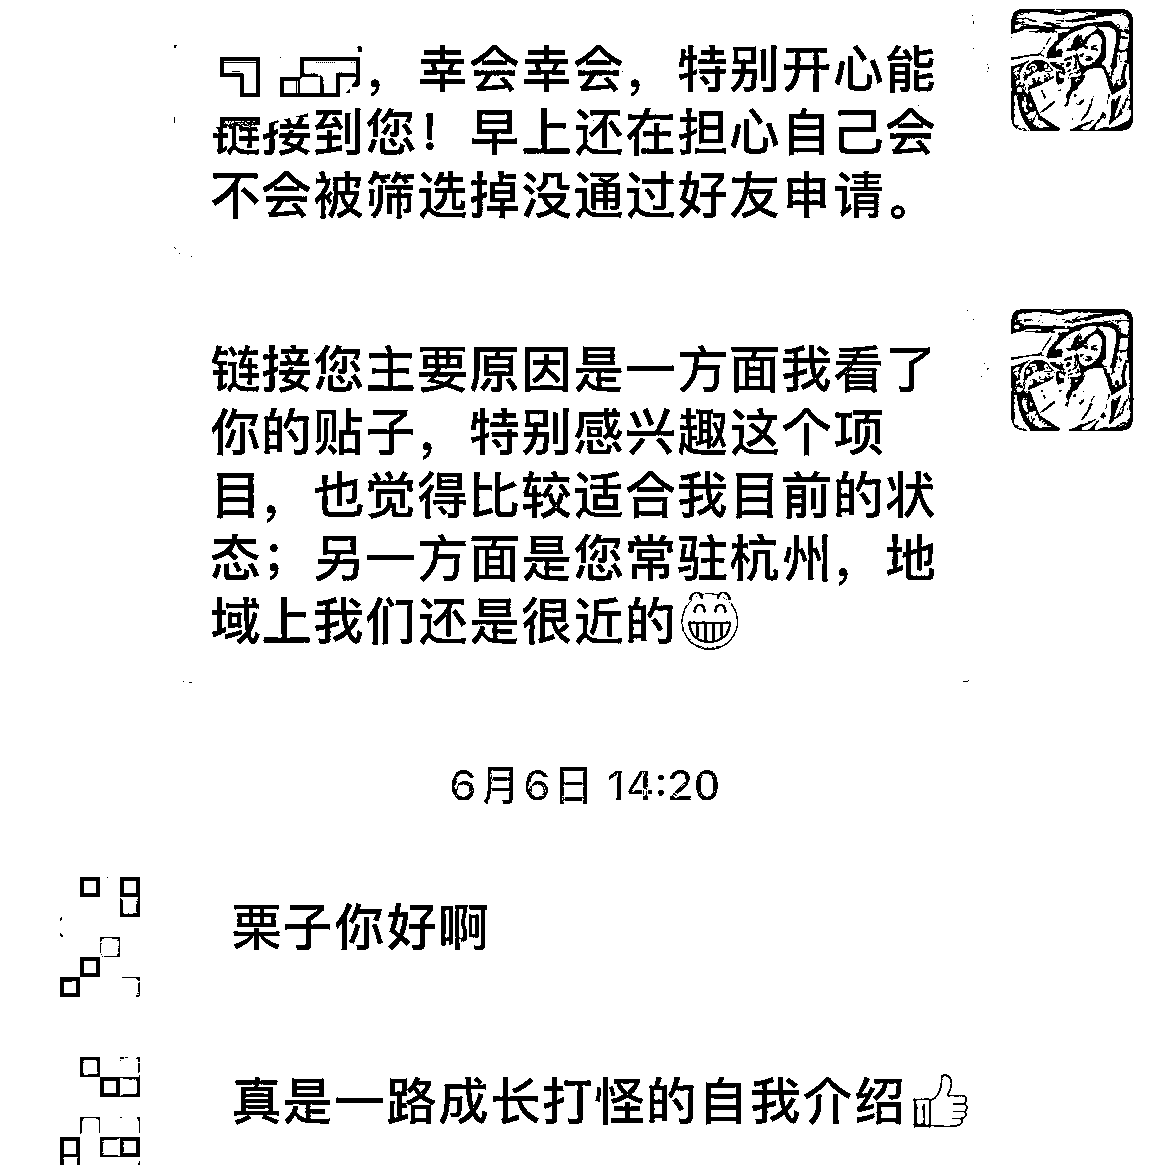 ，幸会幸会，特别开心能
链接到您！早上还在担心自己会
不会被筛选掉没通过好友申请。
链接您主要原因是一方面我看了
你的贴子，特别感兴趣这个项
目，也觉得比较适合我目前的状
态；另一方面是您常驻杭州，地
域上我们还是很近的😁
6月6日 14:20
栗子你好啊
真是一路成长打怪的自我介绍👍